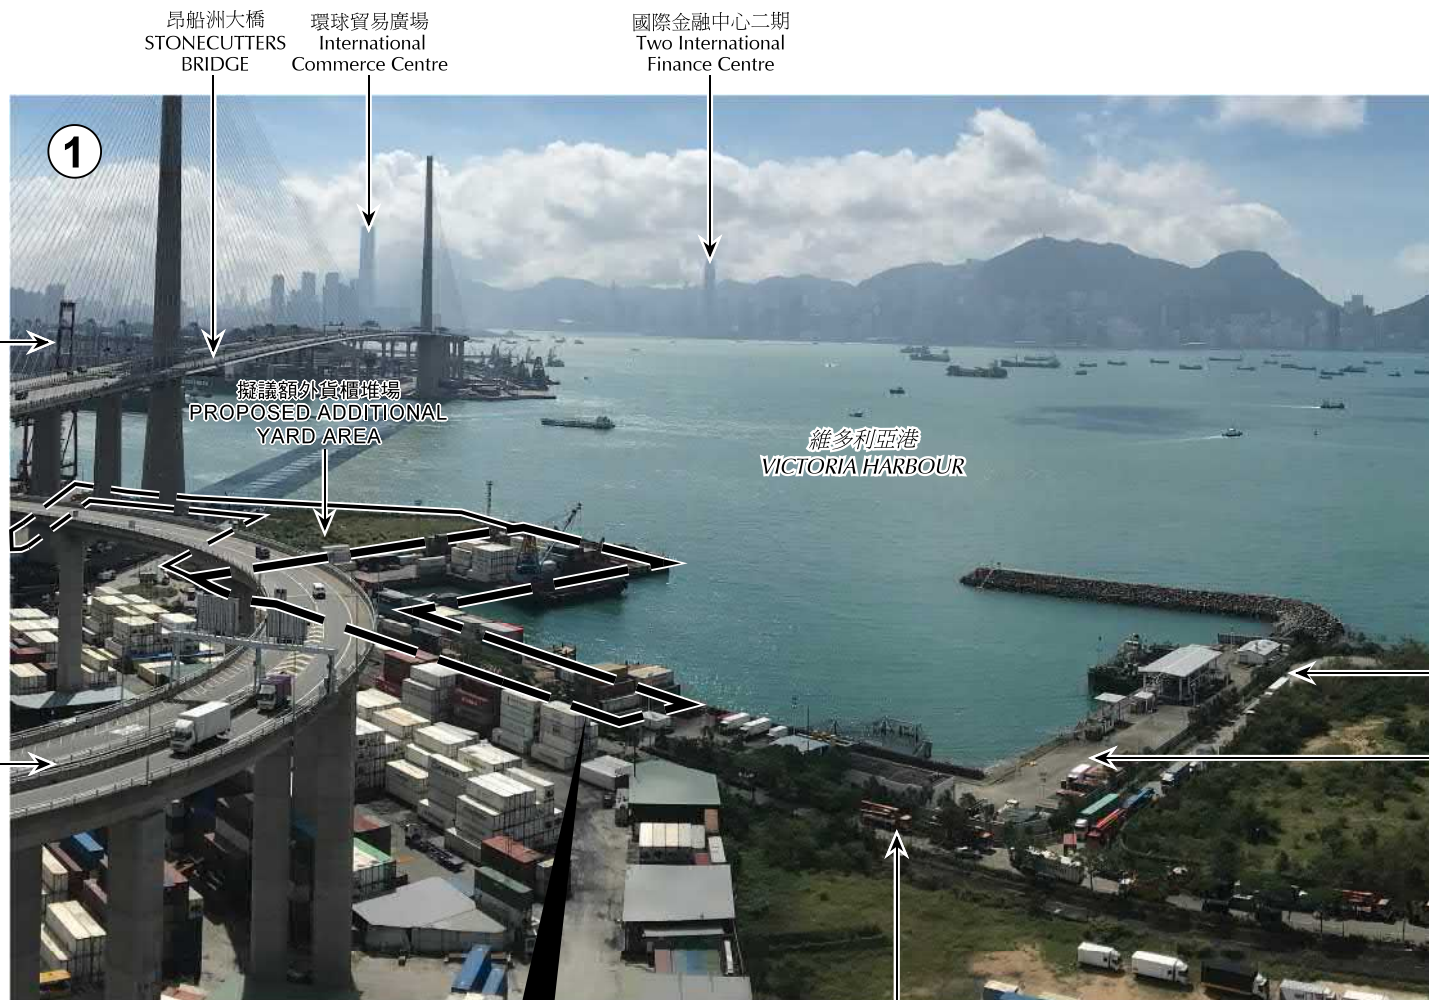 昂船洲大橋
STONECUTTERS
BRIDGE
環球貿易廣場
International
Commerce Centre
國際金融中心二期
Two International
Finance Centre
1
擬議額外貨櫃堆場
PROPOSED ADDITIONAL
YARD AREA
維多利亞港
VICTORIA HARBOUR